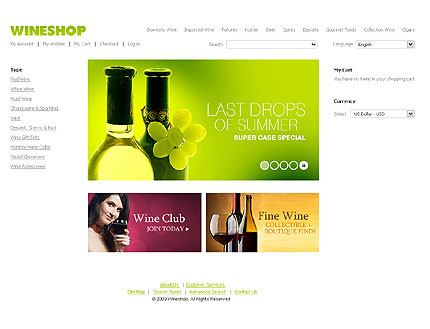 WINESHOP
Domestic Wine Imported Wine Futures Foster Beer Spirits Baskets Gourmet Foods Collection Wine Cigars
My Account | My Wishlist | My Cart | Checkout | Log In
Search:
Language: English
Type
Red Wine
White Wine
Rosé Wine
Champagne & Sparkling
Saké
Dessert, Sherry & Port
Wine Gift Sets
Monthly Wine Clubs
Riedel Glassware
Wine Accessories
LAST DROPS
OF SUMMER
SUPER CASE SPECIAL
My Cart
You have no items in your shopping cart.
Currency
Select: US Dollar - USD
Wine Club
JOIN TODAY
Fine Wine
COLLECTIBLE &
BOUTIQUE FINDS
About Us | Customer Services
Site Map | Search Terms | Advanced Search | Contact Us
© 2009 Wineshop. All Rights Reserved.